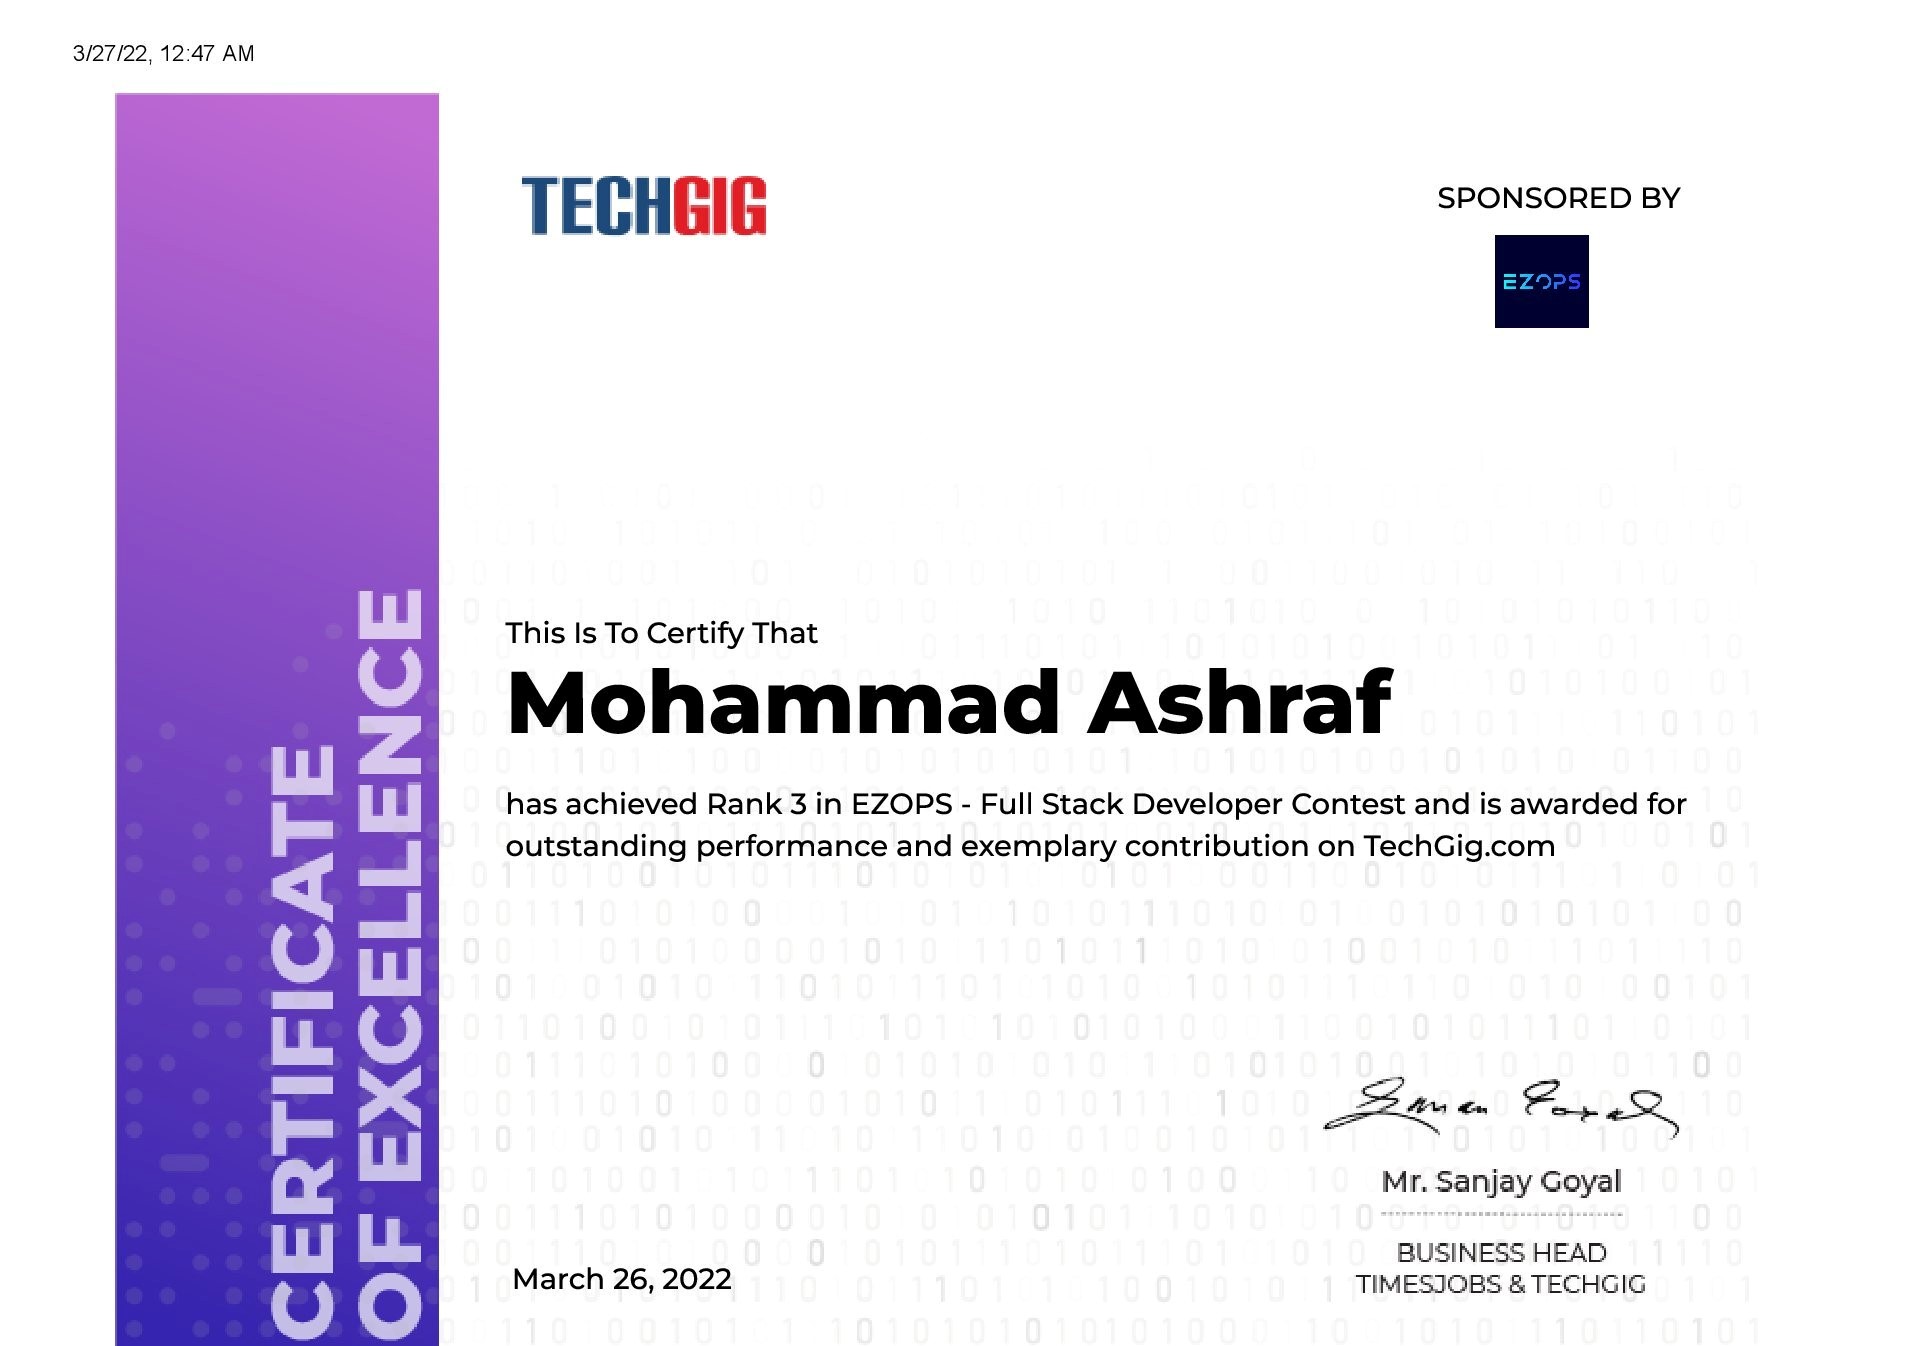 3/27/22, 12:47 AM
TECHGIG
SPONSORED BY
EZOPS
CERTIFICATE
OF EXCELLENCE
This Is To Certify That
Mohammad Ashraf
has achieved Rank 3 in EZOPS - Full Stack Developer Contest and is awarded for
outstanding performance and exemplary contribution on TechGig.com
Mr. Sanjay Goyal
BUSINESS HEAD
TIMESJOBS & TECHGIG
March 26, 2022